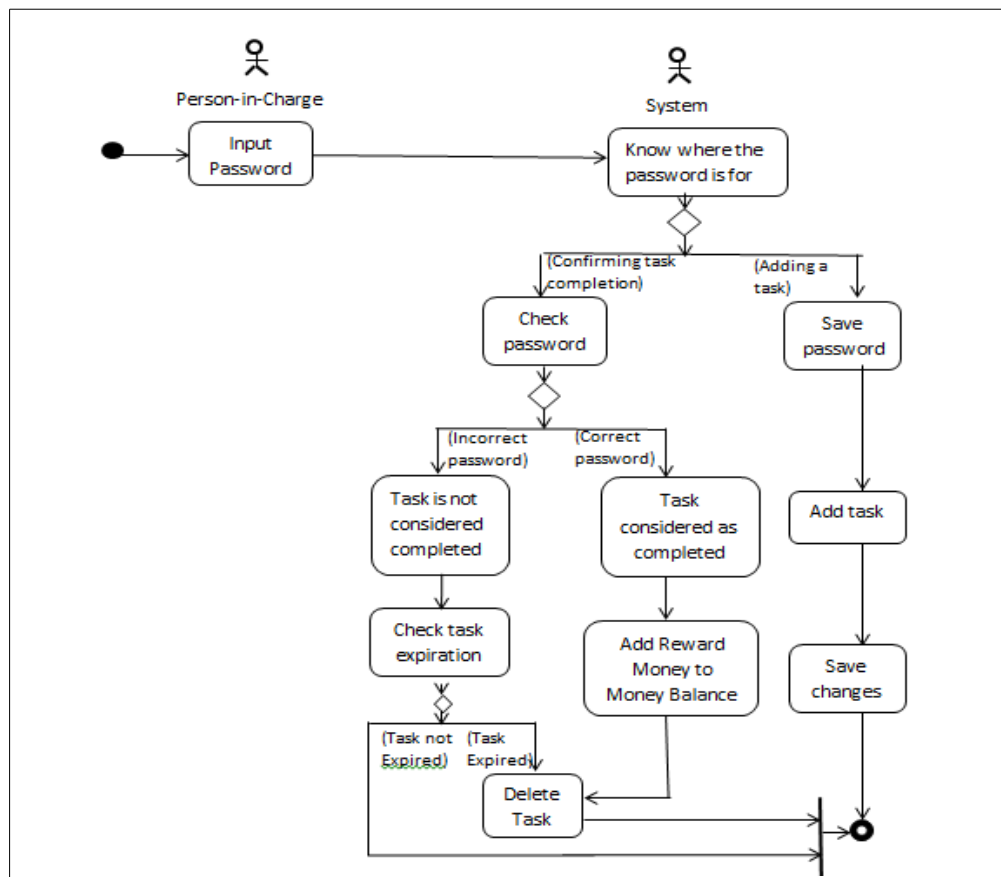 Person-in-Charge
System
Input
Password
Know where the
password is for
(Confirming task
completion)
(Adding a
task)
Check
password
Save
password
(Incorrect
password)
(Correct
password)
Task is not
considered
completed
Task
considered as
completed
Add task
Check task
expiration
Add Reward
Money to
Money Balance
Save
changes
(Task not
Expired)
(Task
Expired)
Delete
Task